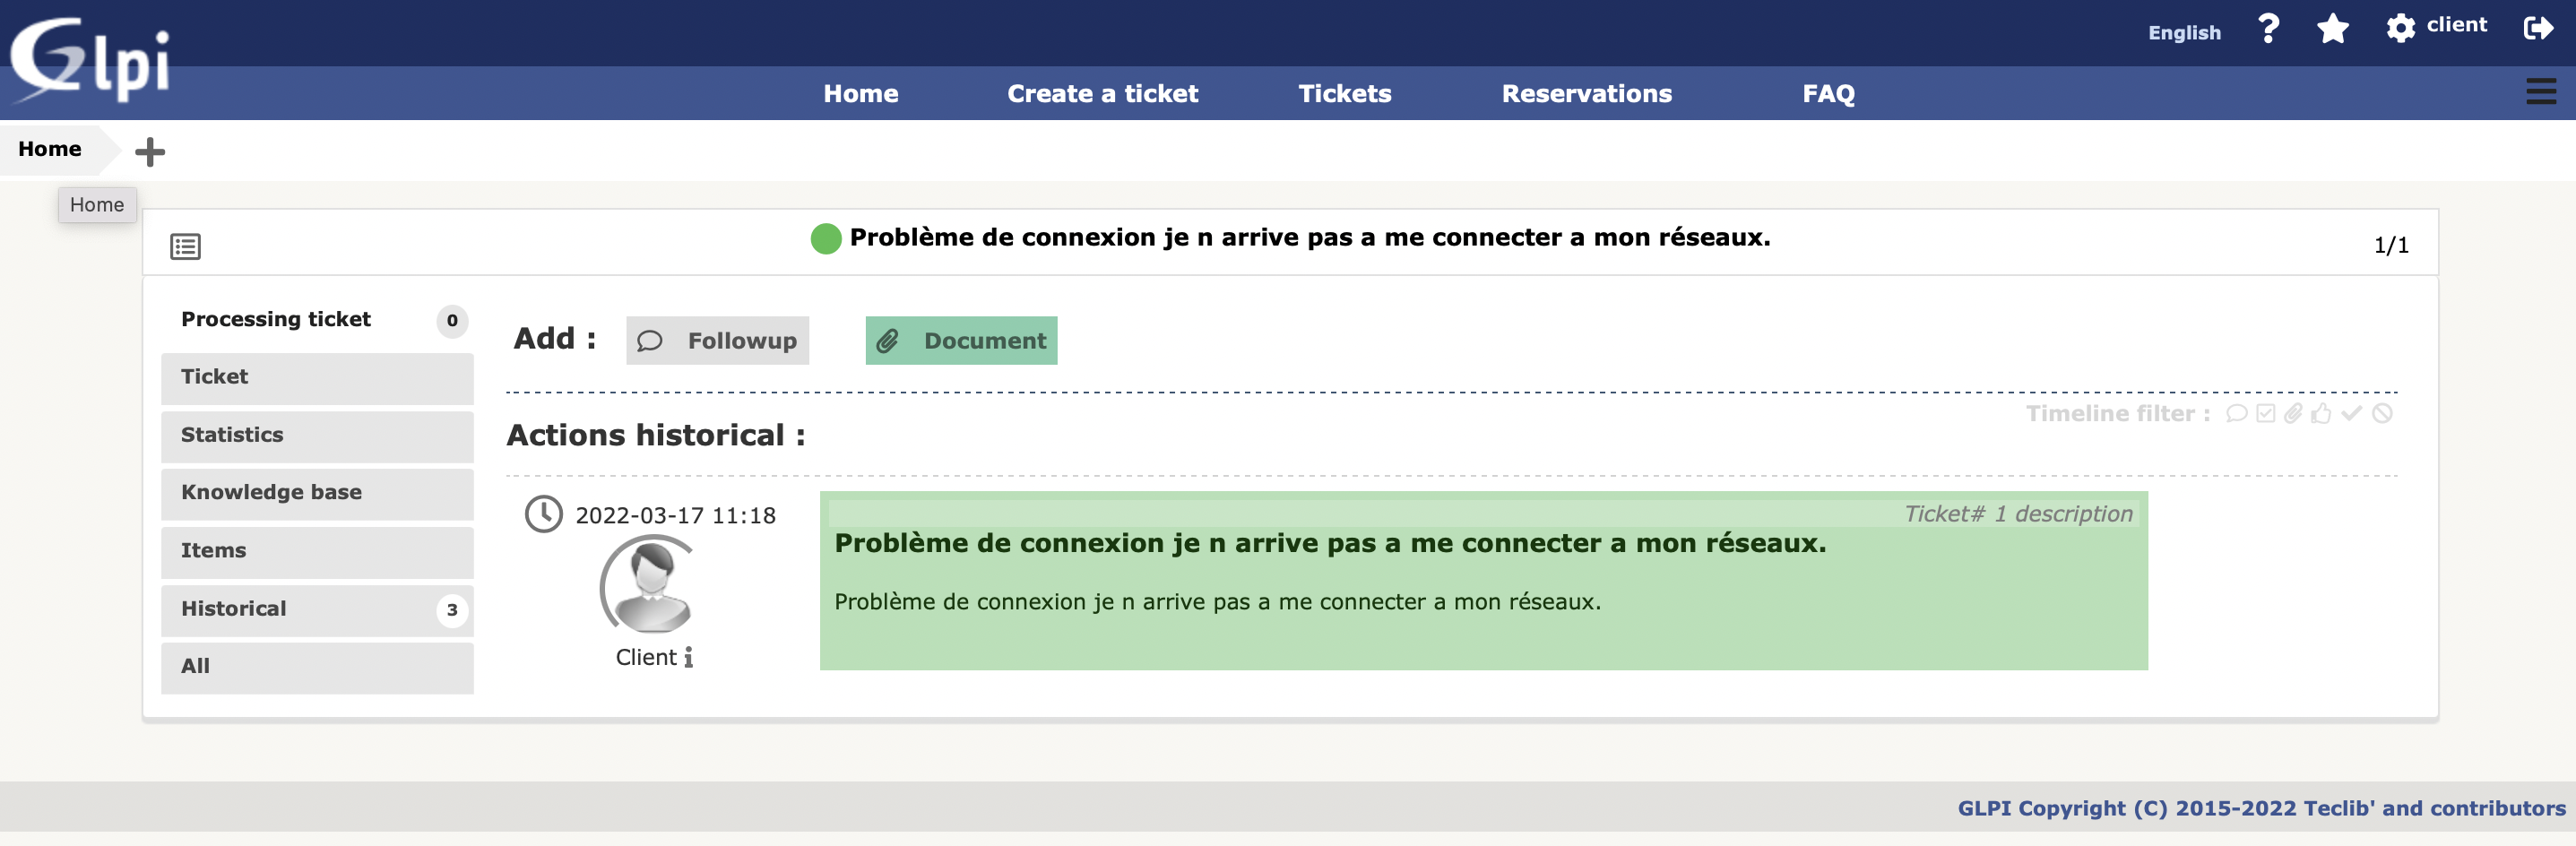 Glpi
English
client
Home
Create a ticket
Tickets
Reservations
FAQ
Home
Home
Problème de connexion je n arrive pas a me connecter a mon réseaux.
1/1
Processing ticket 0
Ticket
Statistics
Knowledge base
Items
Historical 3
All
Add :
Followup
Document
Timeline filter :
Actions historical :
2022-03-17 11:18
Client
Ticket# 1 description
Problème de connexion je n arrive pas a me connecter a mon réseaux.
Problème de connexion je n arrive pas a me connecter a mon réseaux.
GLPI Copyright (C) 2015-2022 Teclib' and contributors